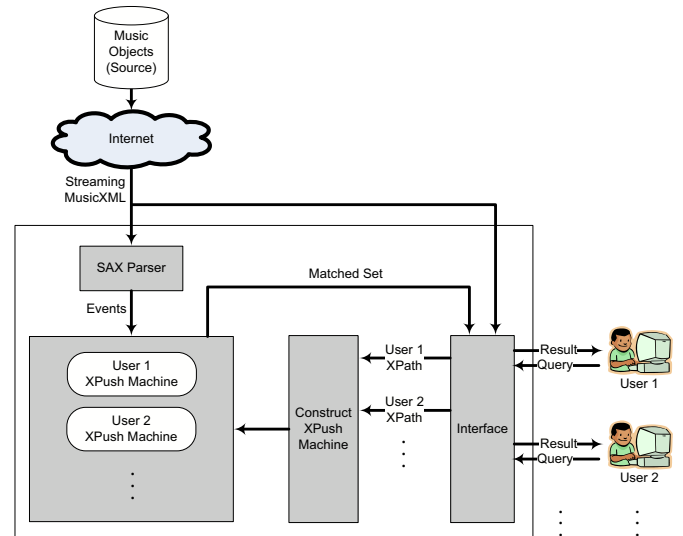 Music
Objects
(Source)
Internet
Streaming
MusicXML
SAX Parser
Matched Set
Events
User 1
XPush Machine
User 2
XPush Machine
Construct
XPush
Machine
User 1
XPath
User 2
XPath
Interface
Result
Query
User 1
Result
Query
User 2